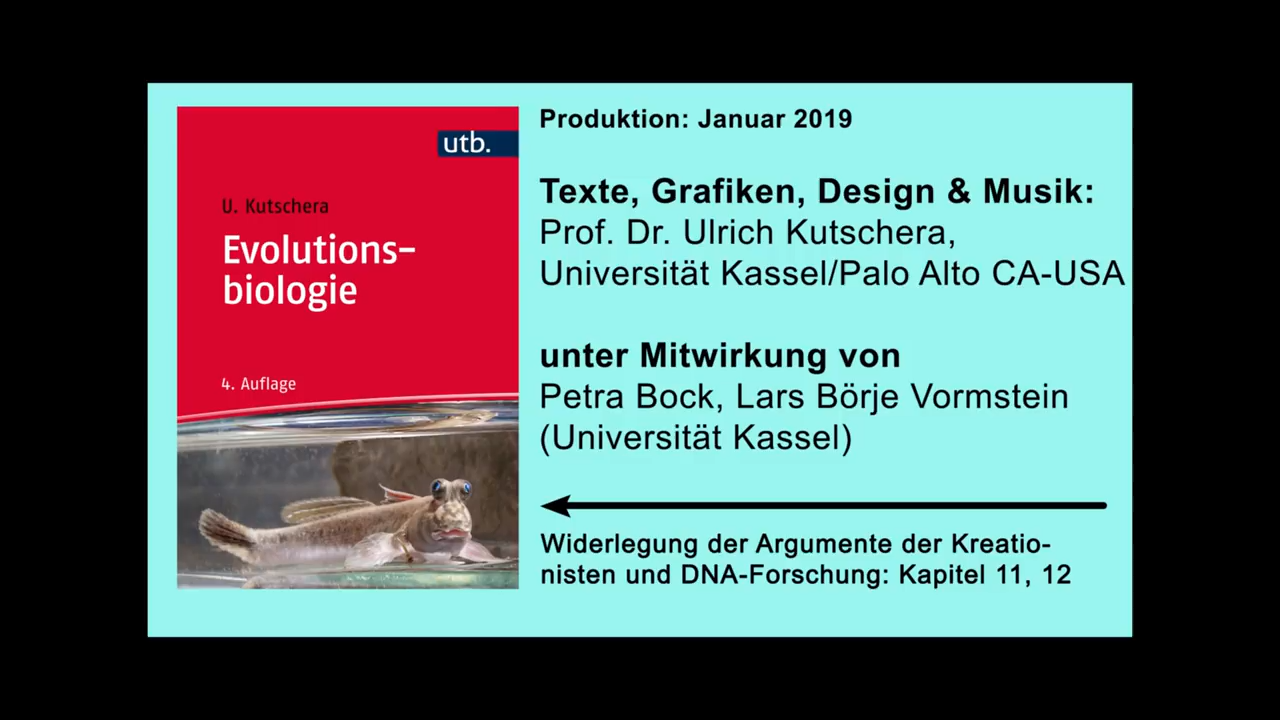 utb.
U. Kutschera
Evolutions-
biologie
4. Auflage
Produktion: Januar 2019
Texte, Grafiken, Design & Musik:
Prof. Dr. Ulrich Kutschera,
Universität Kassel/Palo Alto CA-USA
unter Mitwirkung von
Petra Bock, Lars Börje Vormstein
(Universität Kassel)
Widerlegung der Argumente der Kreatio-
nisten und DNA-Forschung: Kapitel 11, 12